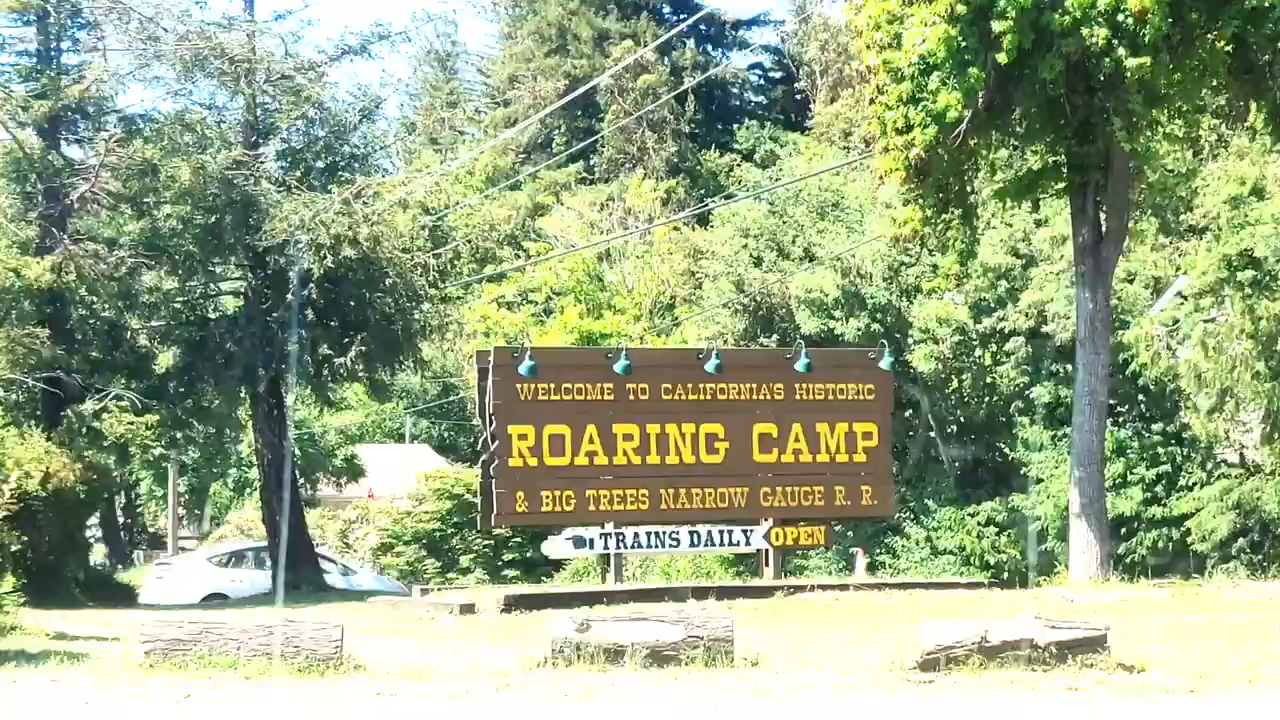 WELCOME TO CALIFORNIA'S HISTORIC
ROARING CAMP
& BIG TREES NARROW GAUGE R. R.
TRAINS DAILY OPEN